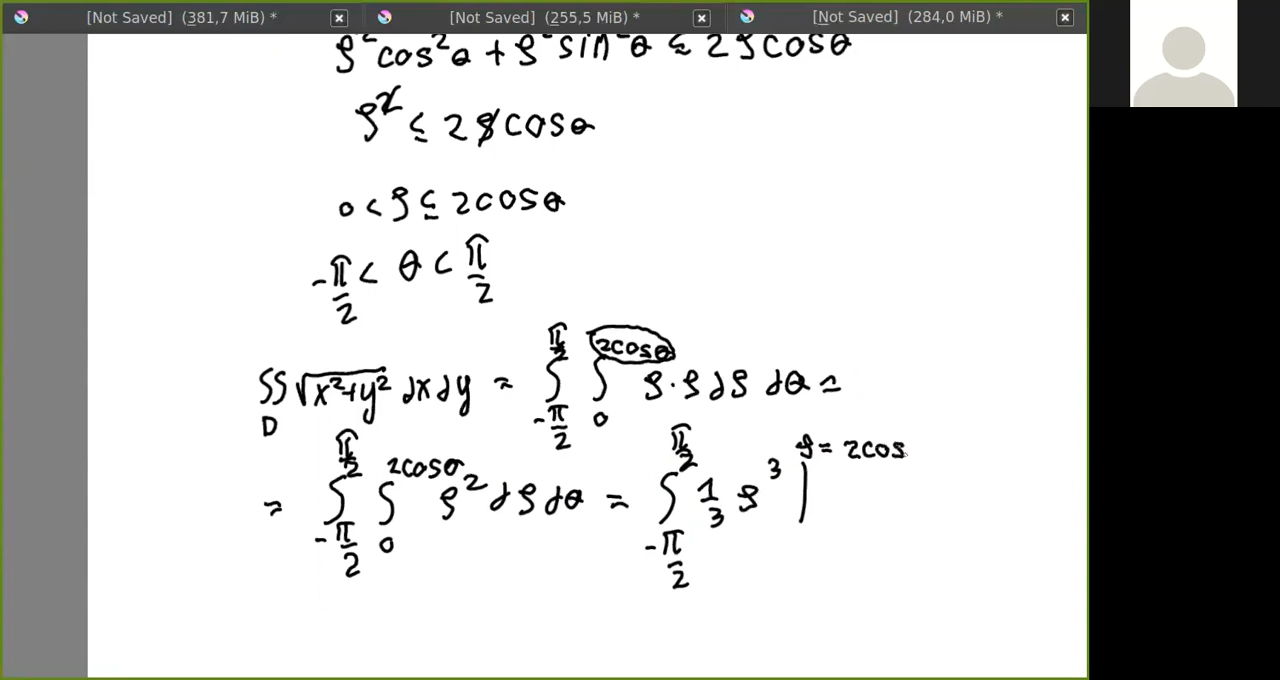 [Not Saved] (381,7 MiB) * [Not Saved] (255,5 MiB) * [Not Saved] (284,0 MiB) *
ρ²cos²θ + ρ²sin²θ ≤ 2ρcosθ
ρ² ≤ 2ρcosθ
0 < ρ ≤ 2cosθ
-π/2 < θ < π/2
∫∫_D √(x²+y²) dxdy = ∫_{-π/2}^{π/2} ∫_0^{2cosθ} ρ·ρ dρ dθ =
= ∫_{-π/2}^{π/2} ∫_0^{2cosθ} ρ² dρ dθ = ∫_{-π/2}^{π/2} 1/3 ρ³ |^{ρ=2cos}